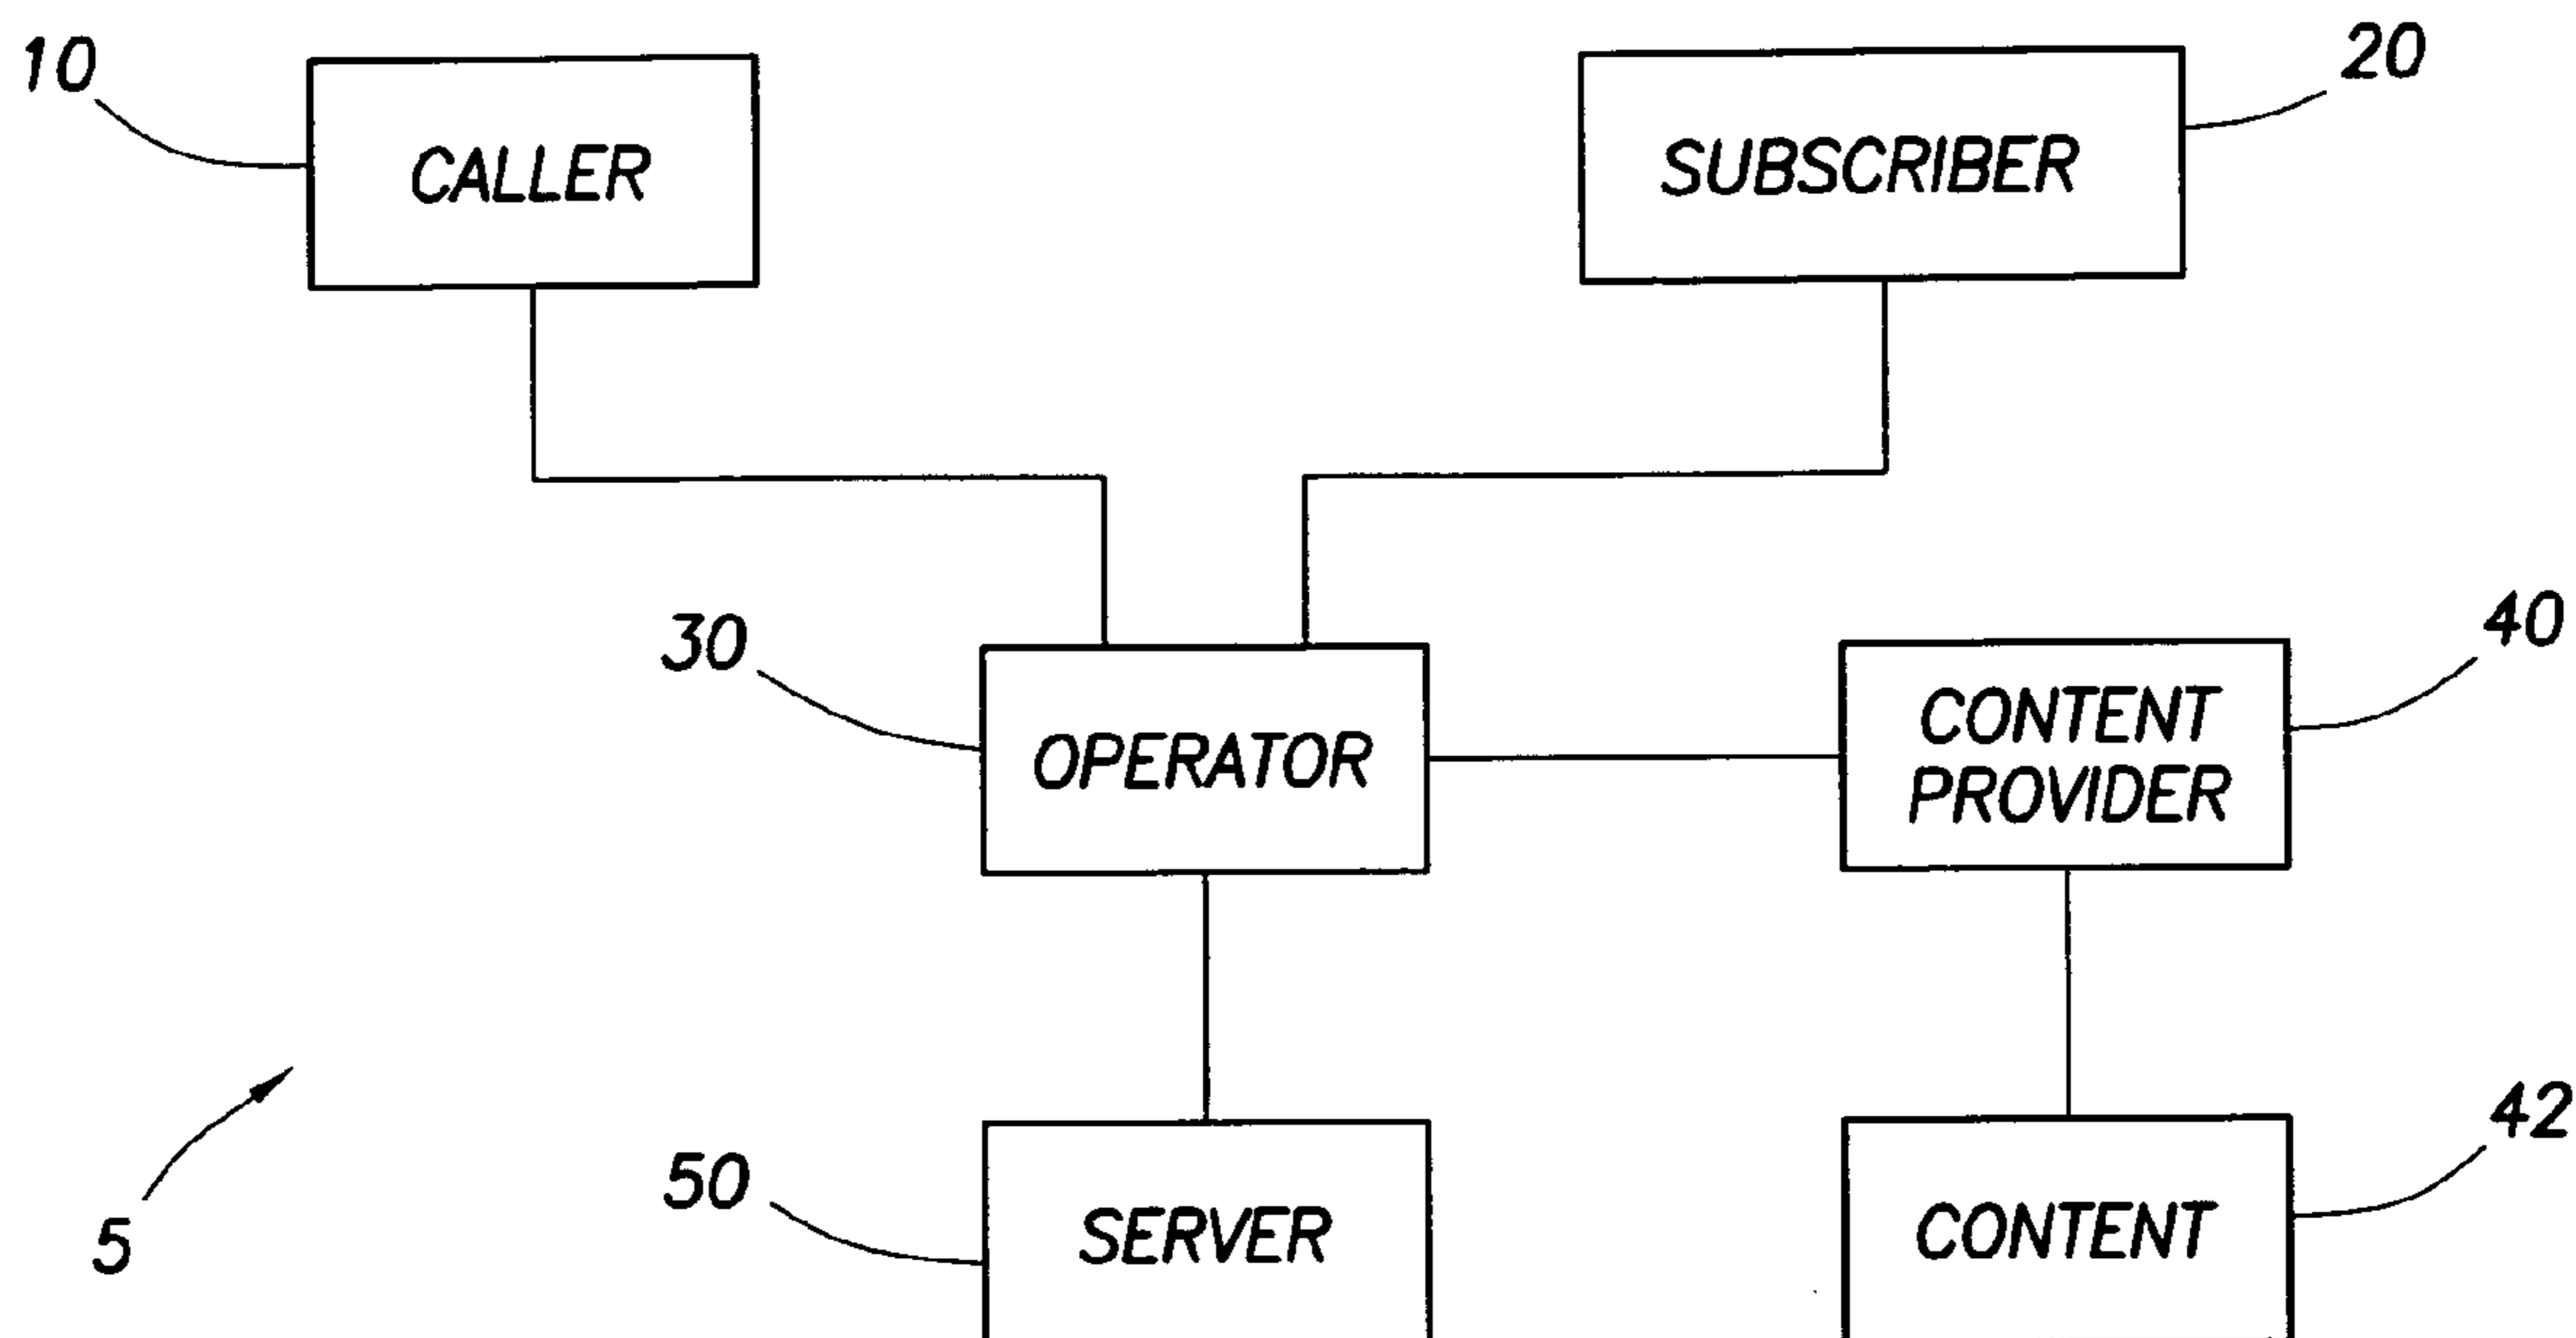 10
CALLER
SUBSCRIBER
20
30
OPERATOR
CONTENT
PROVIDER
40
5
50
SERVER
CONTENT
42